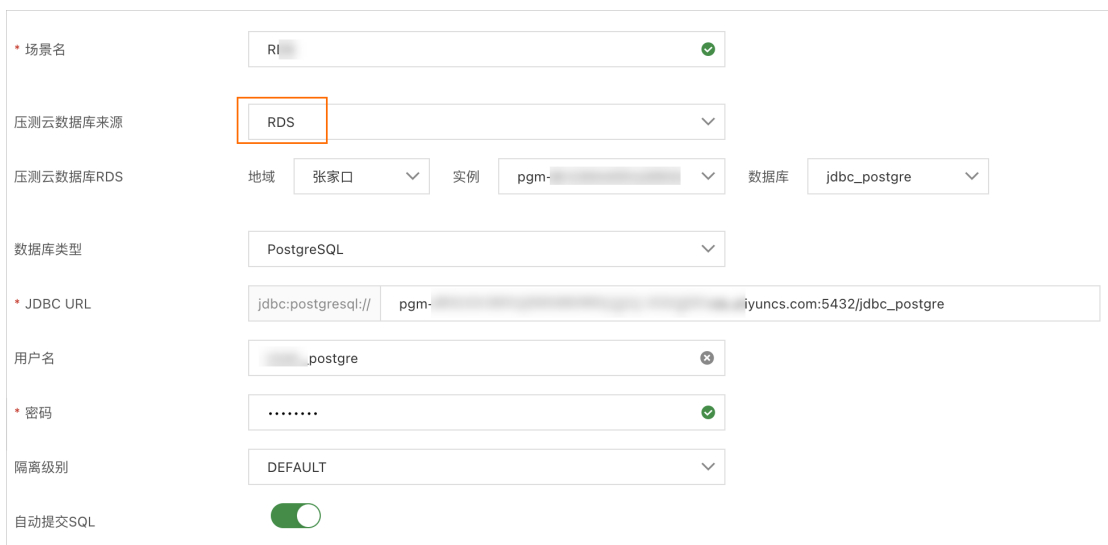 * 场景名 R
压测云数据库来源 RDS
压测云数据库RDS 地域 张家口 实例 pgm- 数据库 jdbc_postgre
数据库类型 PostgreSQL
* JDBC URL jdbc:postgresql:// pgm- iyuncs.com:5432/jdbc_postgre
用户名 _postgre
* 密码 ••••••••
隔离级别 DEFAULT
自动提交SQL